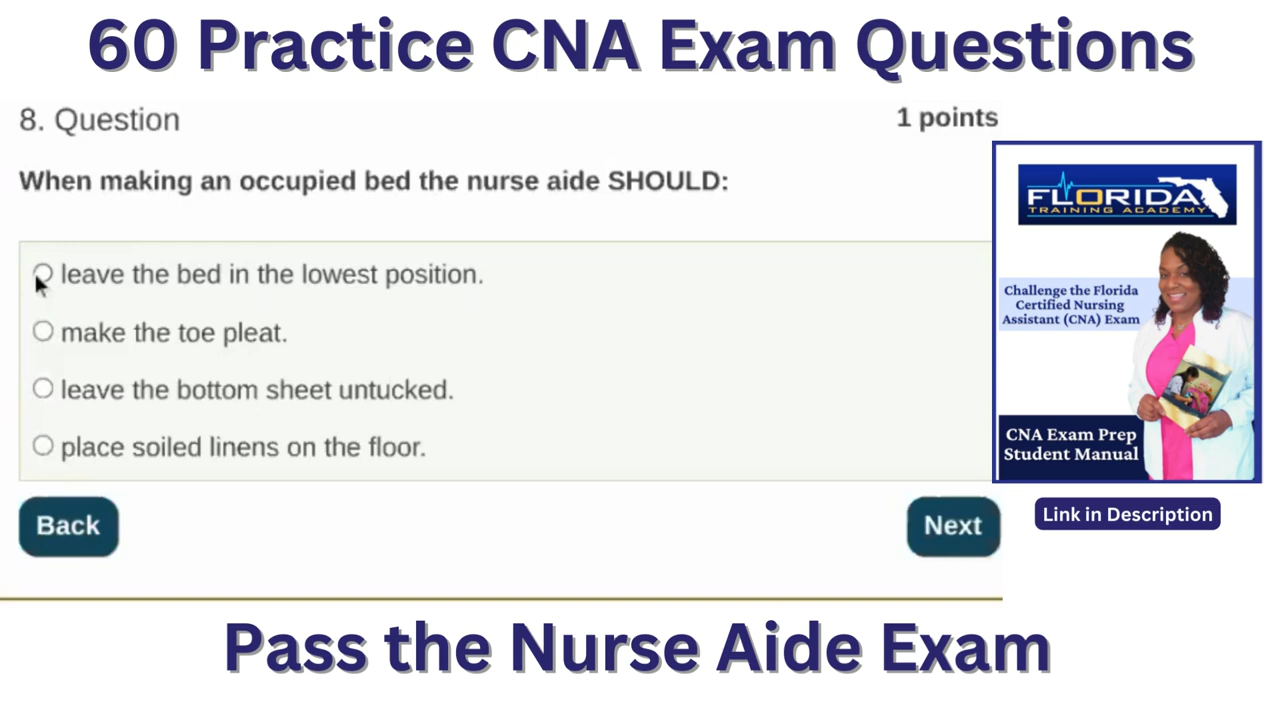 60 Practice CNA Exam Questions
8. Question
1 points
When making an occupied bed the nurse aide SHOULD:
leave the bed in the lowest position.
make the toe pleat.
leave the bottom sheet untucked.
place soiled linens on the floor.
Back
Next
FLORIDA
TRAINING ACADEMY
Challenge the Florida
Certified Nursing
Assistant (CNA) Exam
CNA Exam Prep
Student Manual
Link in Description
Pass the Nurse Aide Exam